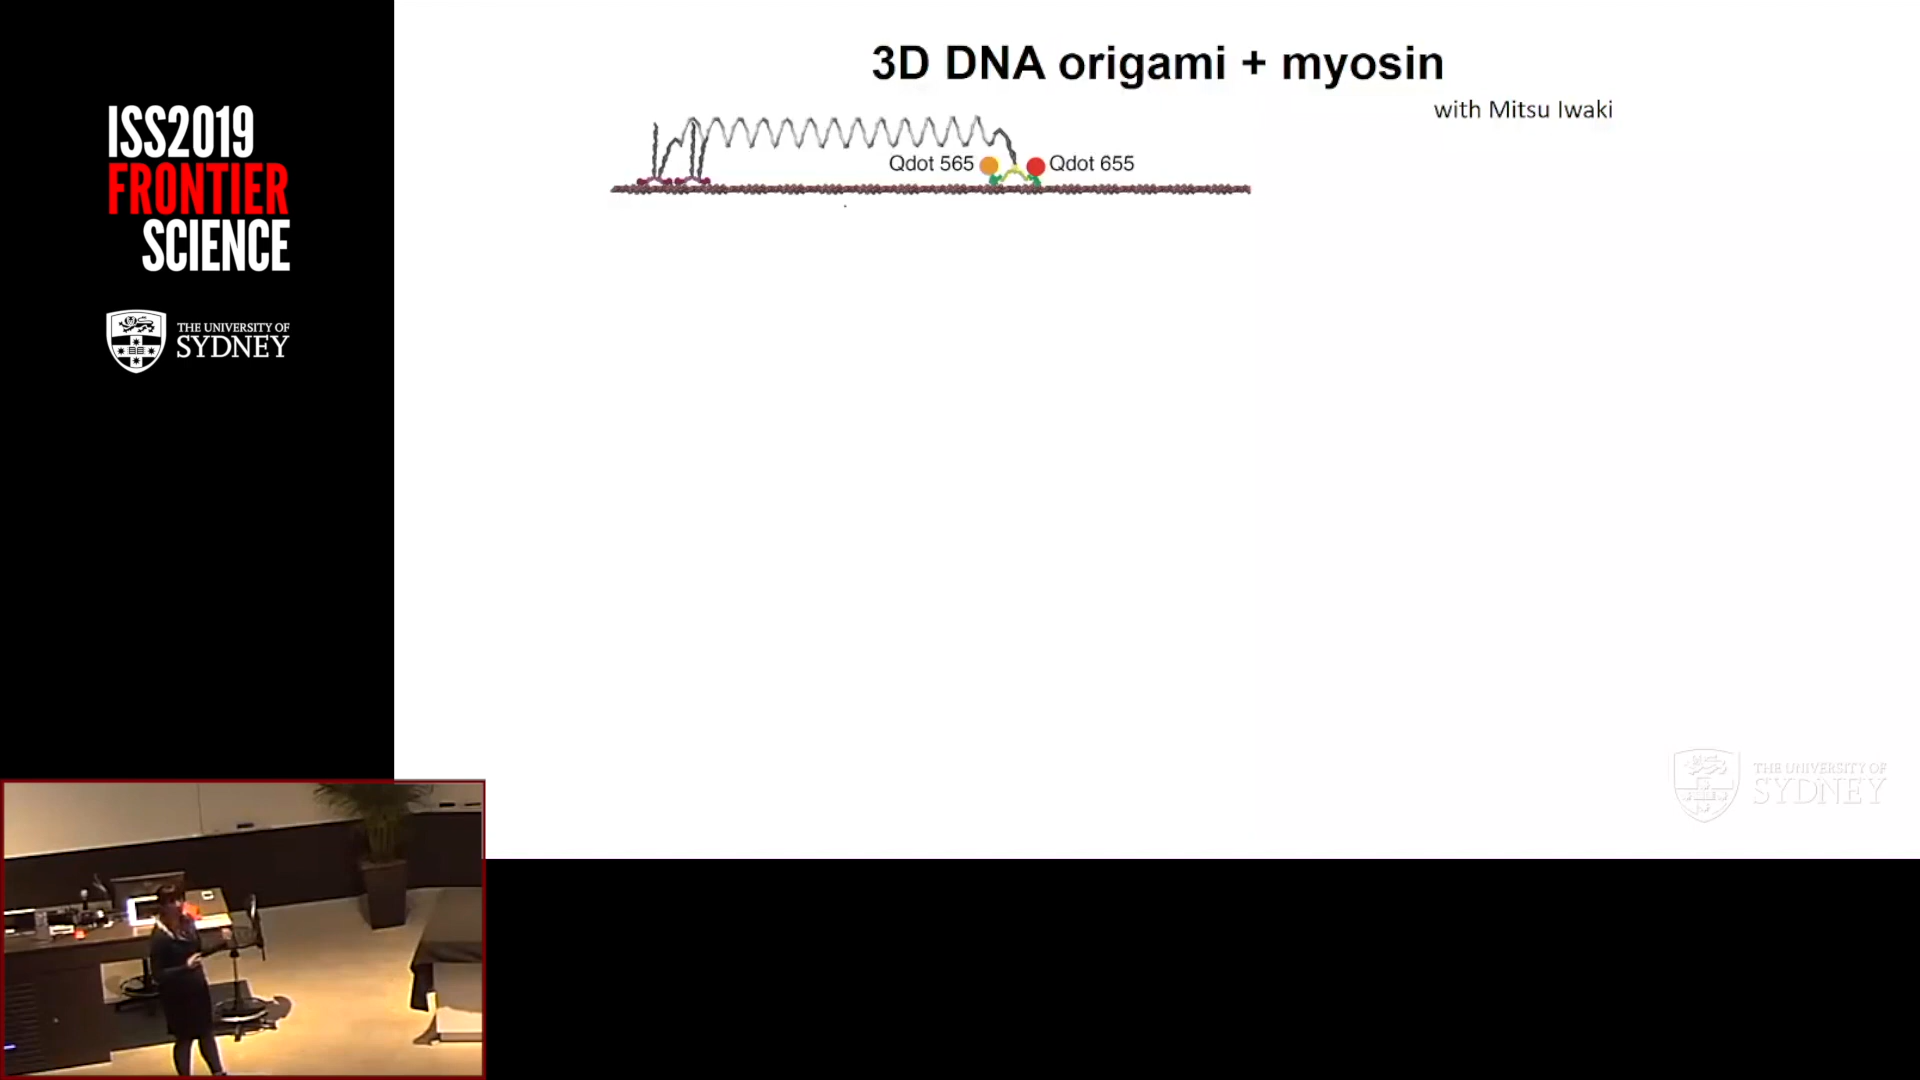 ISS2019
FRONTIER
SCIENCE
THE UNIVERSITY OF
SYDNEY
3D DNA origami + myosin
with Mitsu Iwaki
Qdot 565
Qdot 655
THE UNIVERSITY OF
SYDNEY